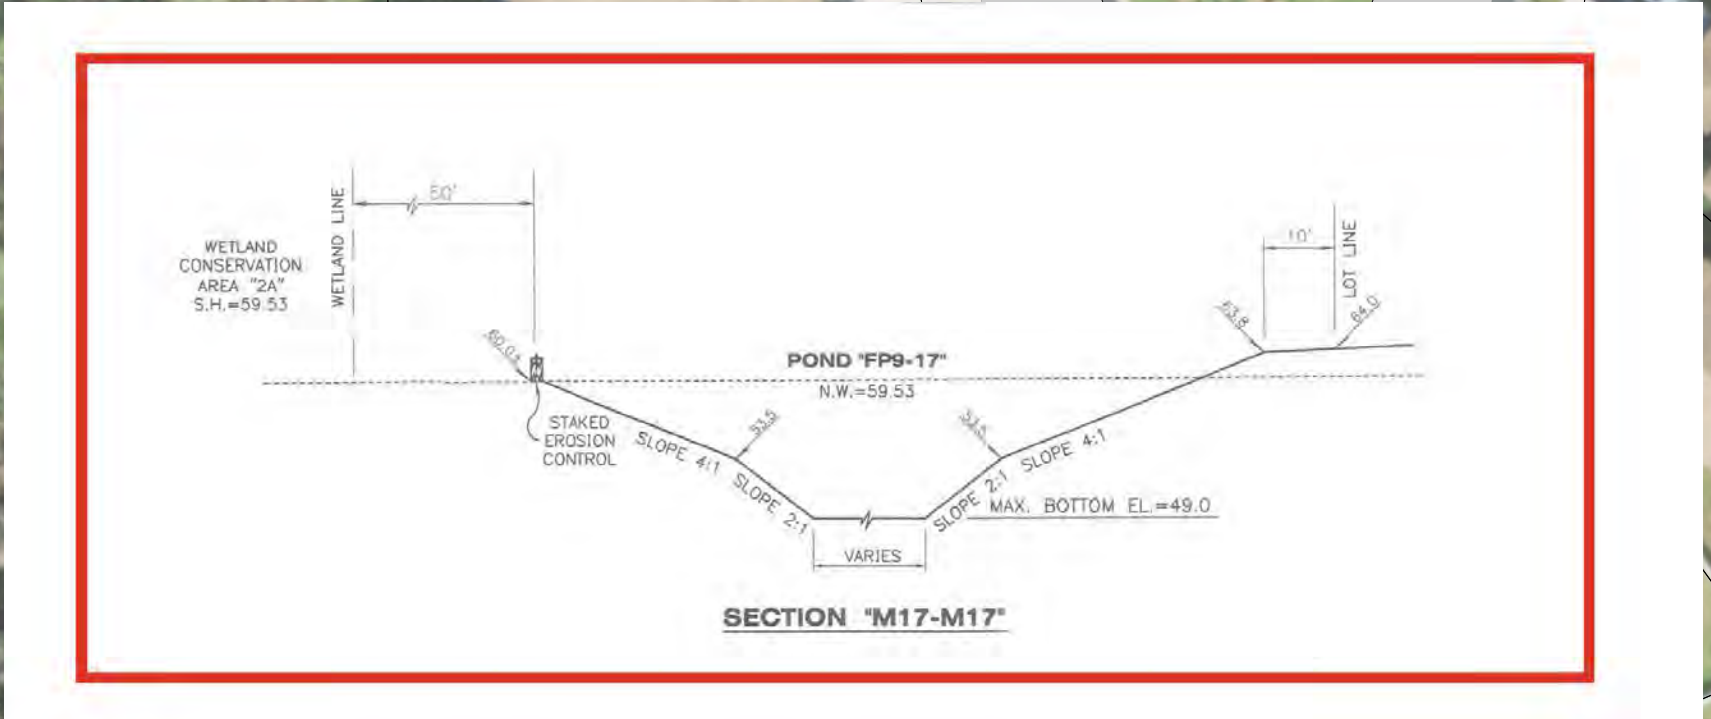 50'
WETLAND LINE
WETLAND
CONSERVATION
AREA "2A"
S.H.=59.53
10'
LOT LINE
63.8
64.0
60.0±
POND "FP9-17"
N.W.=59.53
STAKED
EROSION
CONTROL
SLOPE 4:1
SLOPE 2:1
53.5
53.5
SLOPE 4:1
SLOPE 2:1
MAX. BOTTOM EL.=49.0
VARIES
SECTION "M17-M17"